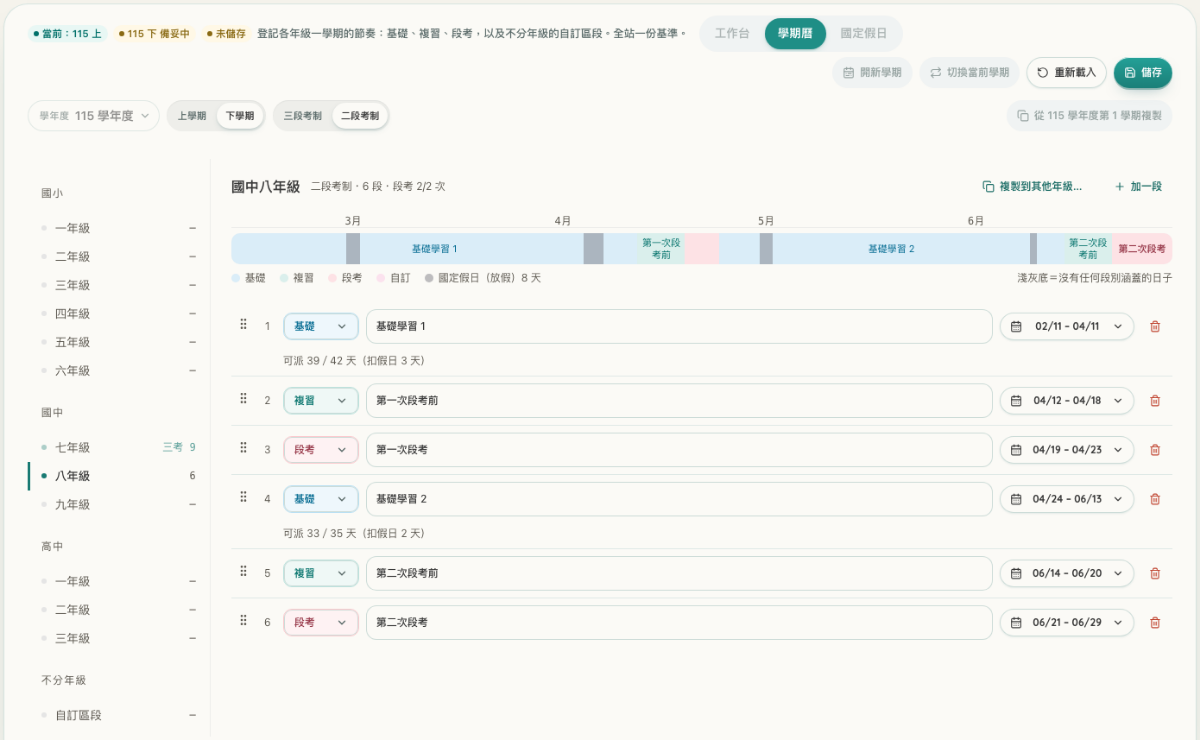 當前：115 上 115 下 備妥中 未儲存 登記各年級一學期的節奏：基礎、複習、段考，以及不分年級的自訂區段。全站一份基準。 工作台 學期曆 國定假日
開新學期 切換當前學期 重新載入 儲存
學年度 115 學年度 上學期 下學期 三段考制 二段考制 從 115 學年度第 1 學期複製
國小
一年級 –
二年級 –
三年級 –
四年級 –
五年級 –
六年級 –
國中
七年級 三考 9
八年級 6
九年級 –
高中
一年級 –
二年級 –
三年級 –
不分年級
自訂區段 –
國中八年級 二段考制·6 段·段考 2/2 次 複製到其他年級... + 加一段
3月 4月 5月 6月
基礎學習 1 第一次段考前 基礎學習 2 第二次段考前 第二次段考
基礎 複習 段考 自訂 國定假日（放假）8 天 淺灰底＝沒有任何段別涵蓋的日子
1 基礎 基礎學習 1 02/11 – 04/11
可派 39 / 42 天（扣假日 3 天）
2 複習 第一次段考前 04/12 – 04/18
3 段考 第一次段考 04/19 – 04/23
4 基礎 基礎學習 2 04/24 – 06/13
可派 33 / 35 天（扣假日 2 天）
5 複習 第二次段考前 06/14 – 06/20
6 段考 第二次段考 06/21 – 06/29